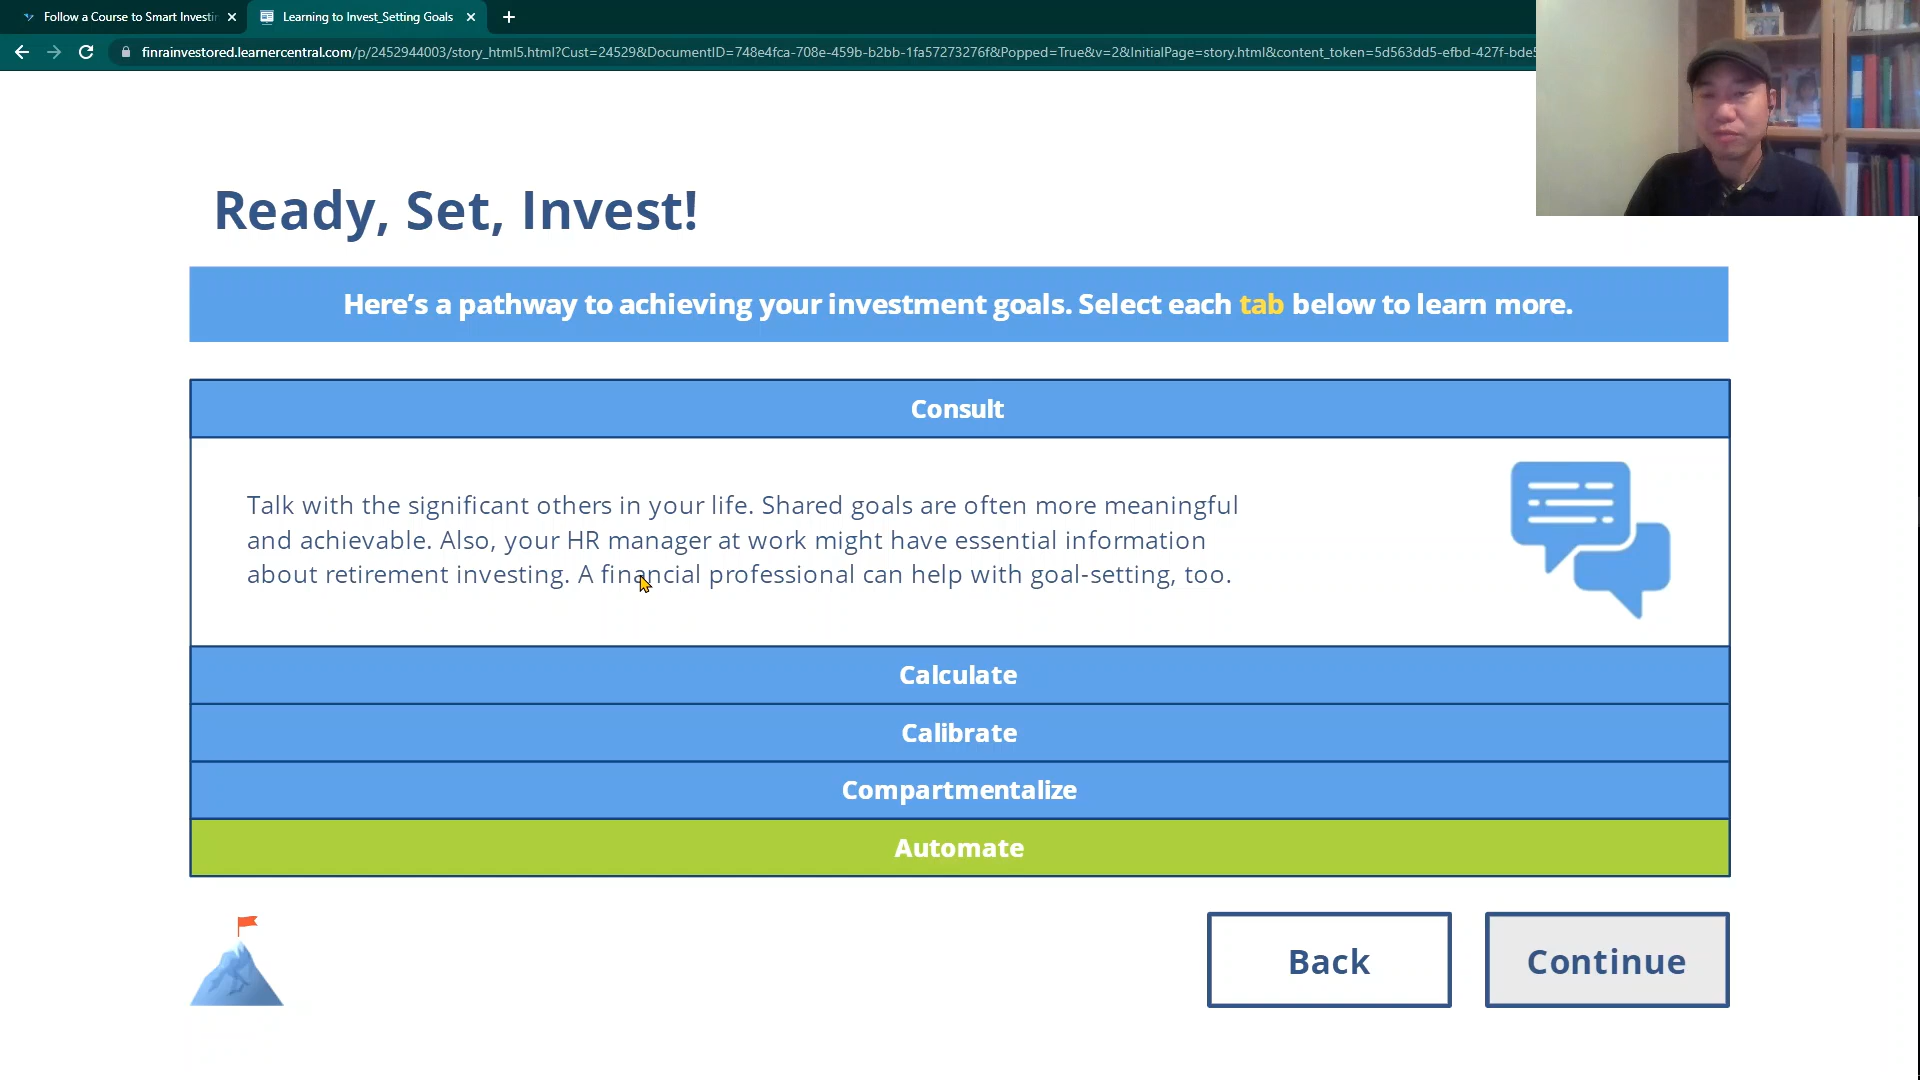 Follow a Course to Smart Investin
Learning to Invest_Setting Goals
finrainvestored.learnercentral.com/p/2452944003/story_html5.html?Cust=24529&DocumentID=748e4fca-708e-459b-b2bb-1fa57273276f&Popped=True&v=2&InitialPage=story.html&content_token=5d563dd5-efbd-427f-bde5
Ready, Set, Invest!
Here's a pathway to achieving your investment goals. Select each tab below to learn more.
Consult
Talk with the significant others in your life. Shared goals are often more meaningful
and achievable. Also, your HR manager at work might have essential information
about retirement investing. A financial professional can help with goal-setting, too.
Calculate
Calibrate
Compartmentalize
Automate
Back
Continue